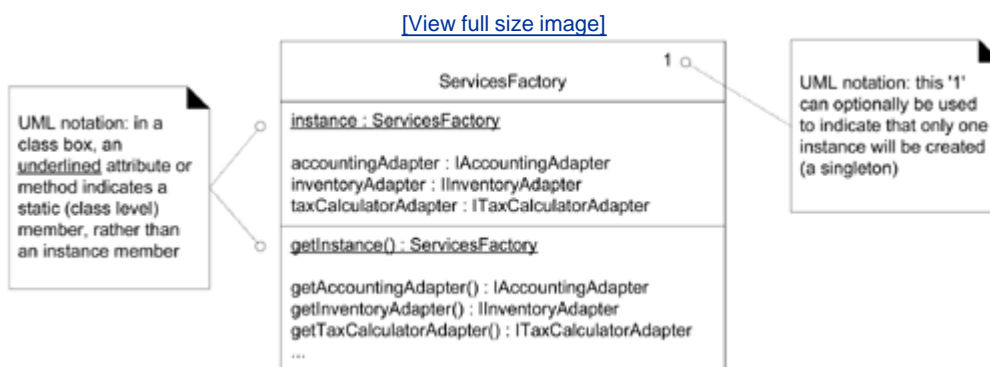 [View full size image]
1
ServicesFactory
UML notation: in a
class box, an
underlined attribute or
method indicates a
static (class level)
member, rather than
an instance member
instance : ServicesFactory
accountingAdapter : IAccountingAdapter
inventoryAdapter : IInventoryAdapter
taxCalculatorAdapter : ITaxCalculatorAdapter
getInstance() : ServicesFactory
getAccountingAdapter() : IAccountingAdapter
getInventoryAdapter() : IInventoryAdapter
getTaxCalculatorAdapter() : ITaxCalculatorAdapter
...
UML notation: this '1'
can optionally be used
to indicate that only one
instance will be created
(a singleton)